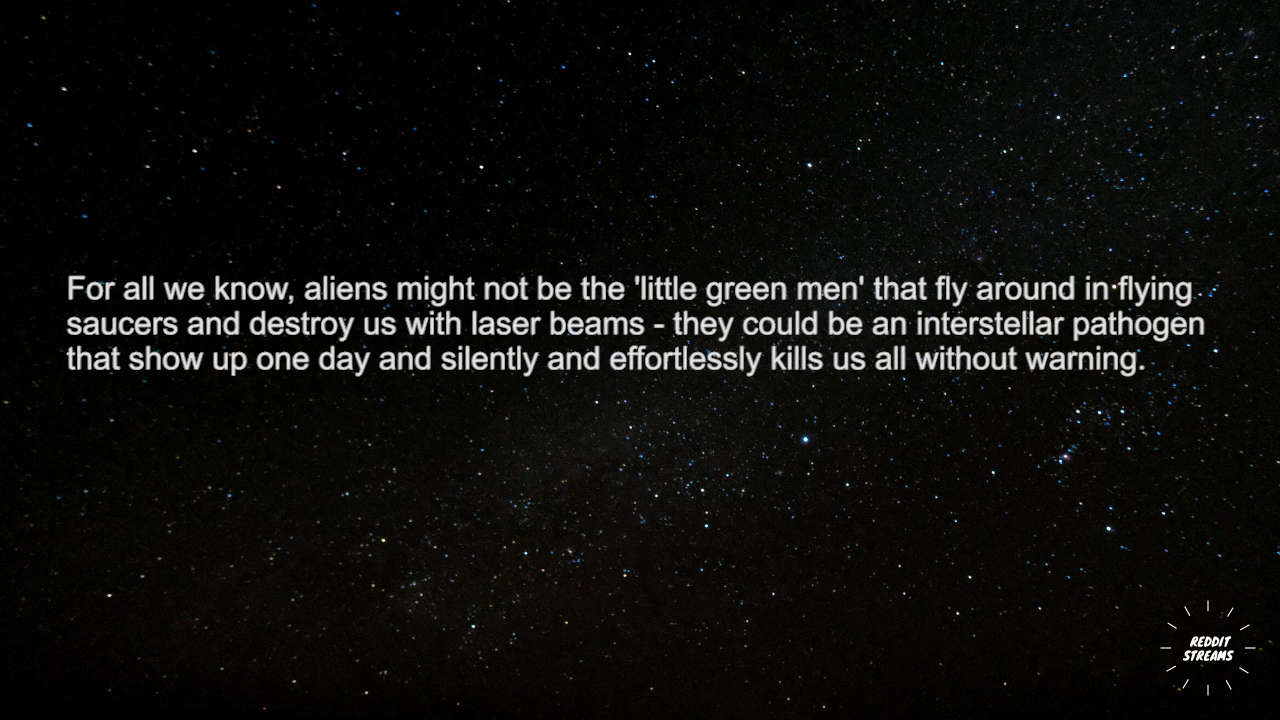 For all we know, aliens might not be the 'little green men' that fly around in flying
saucers and destroy us with laser beams - they could be an interstellar pathogen
that show up one day and silently and effortlessly kills us all without warning.
REDDIT
STREAMS